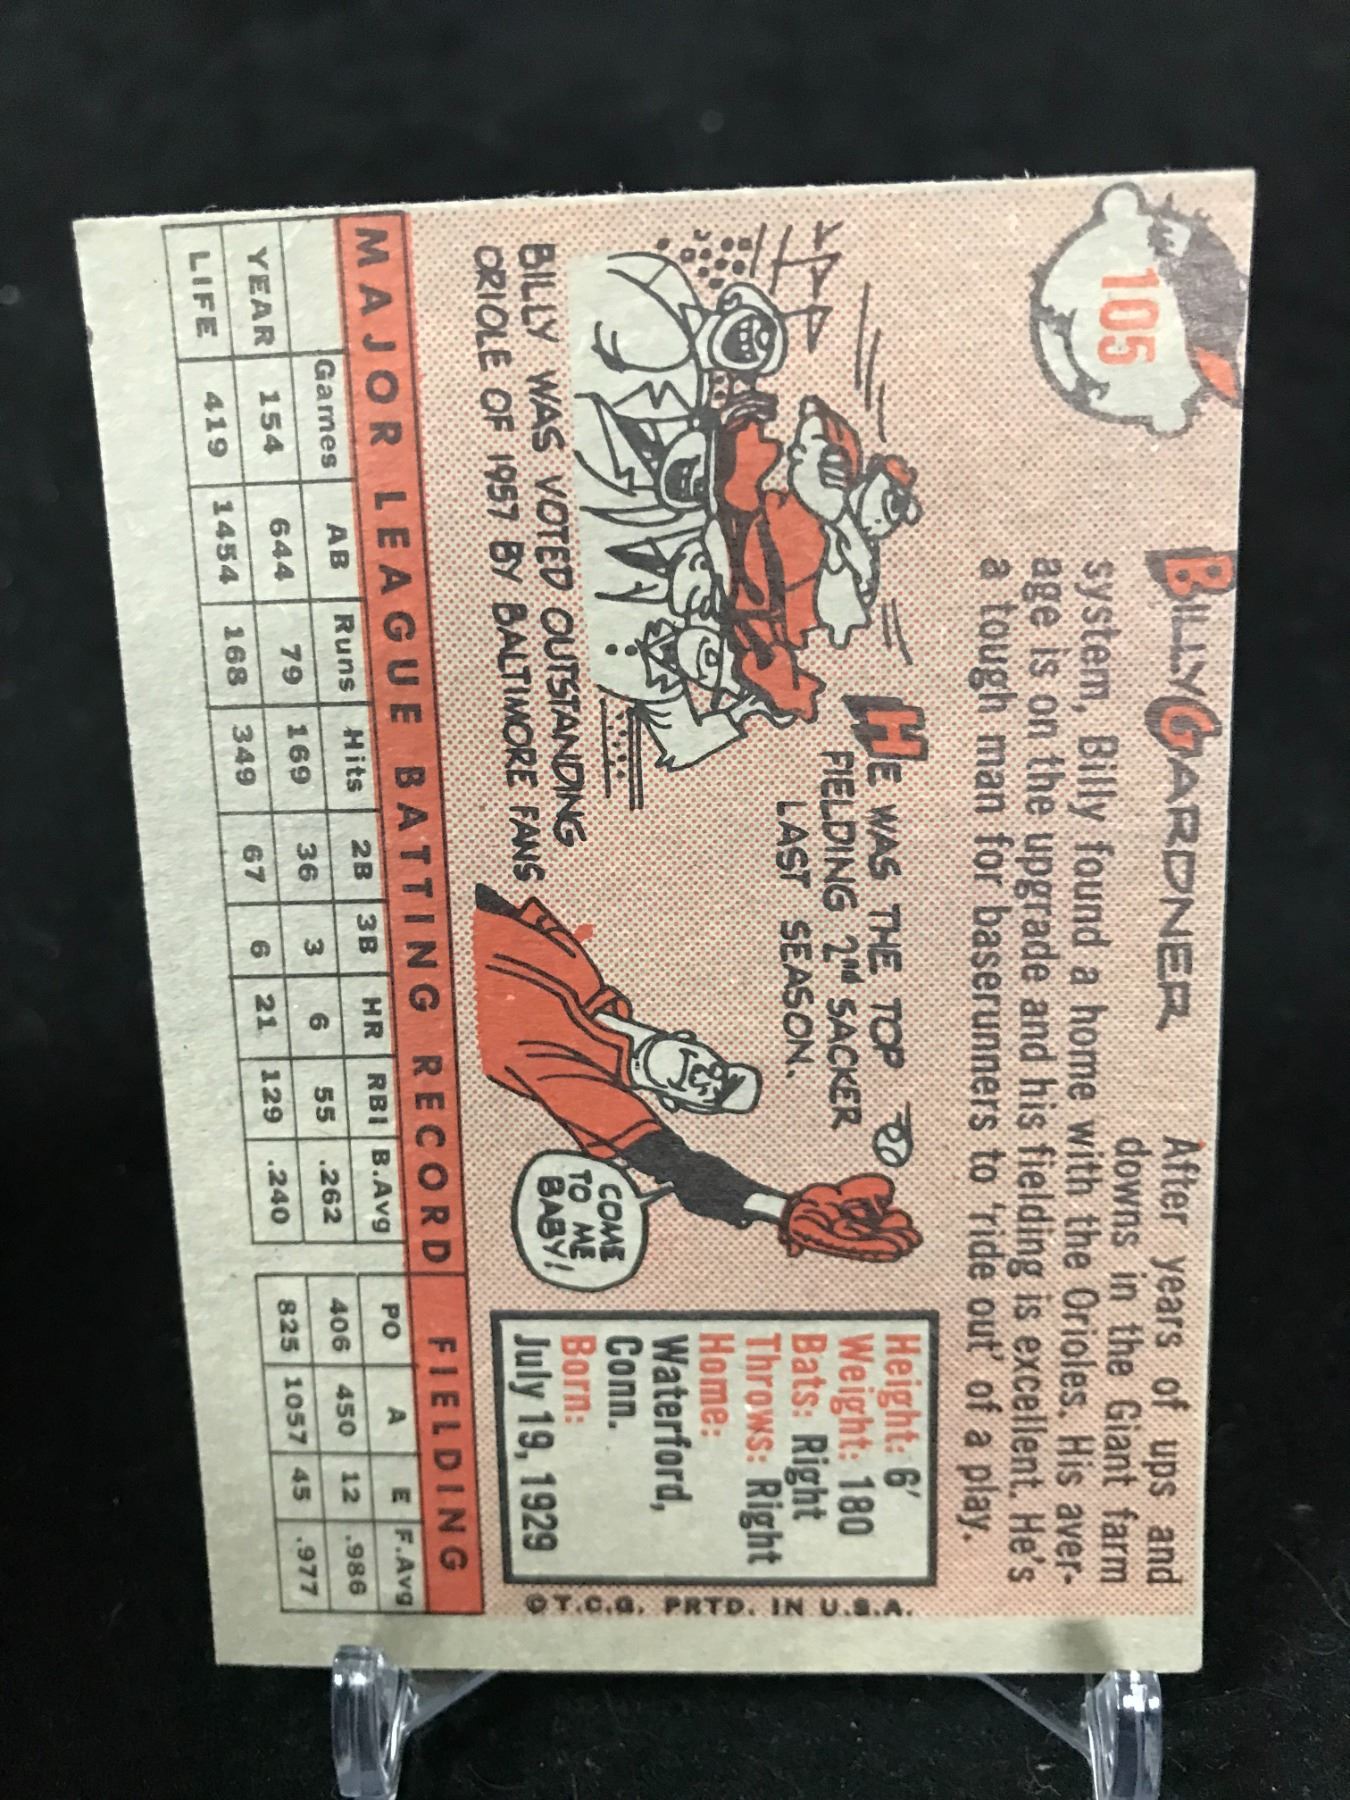 105
BILLY GARDNER
After years of ups and
downs in the Giant farm
system, Billy found a home with the Orioles. His aver-
age is on the upgrade and his fielding is excellent. He's
a tough man for baserunners to 'ride out' of a play.
HE WAS THE TOP
FIELDING 2nd SACKER
LAST SEASON.
BILLY WAS VOTED OUTSTANDING
ORIOLE OF 1957 BY BALTIMORE FANS
COME
TO ME
BABY!
Height: 6'
Weight: 180
Bats: Right
Throws: Right
Home:
Waterford,
Conn.
Born:
July 19, 1929
© T.C.G. PRTD. IN U.S.A.
MAJOR LEAGUE BATTING RECORD FIELDING
Games AB Runs Hits 2B 3B HR RBI B.Avg PO A E F.Avg
YEAR 154 644 79 169 36 3 6 55 .262 406 450 12 .986
LIFE 419 1454 168 349 67 6 21 129 .240 825 1057 45 .977